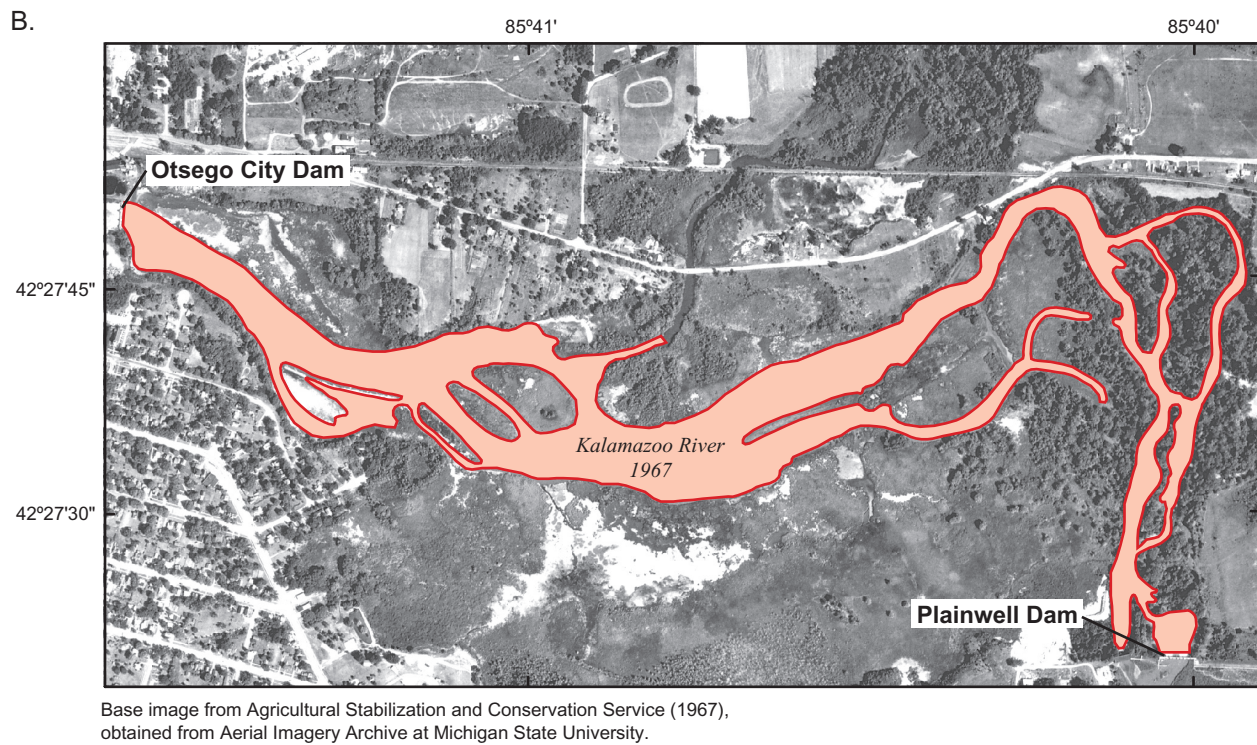 B.
85º41'
85º40'
Otsego City Dam
42º27'45"
Kalamazoo River
1967
42º27'30"
Plainwell Dam
Base image from Agricultural Stabilization and Conservation Service (1967),
obtained from Aerial Imagery Archive at Michigan State University.